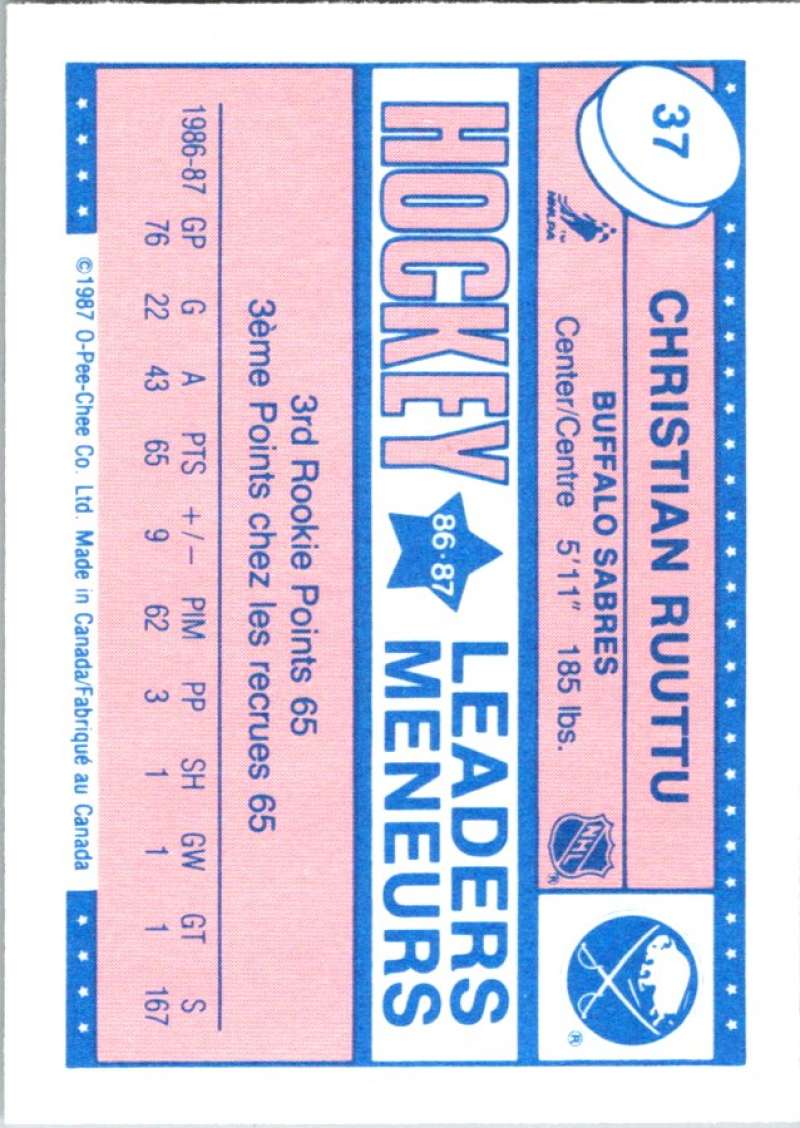 37
CHRISTIAN RUUTTU
NHLPA ™
BUFFALO SABRES
Center/Centre 5'11" 185 lbs.
NHL ®
®
HOCKEY 86·87 LEADERS
MENEURS
3rd Rookie Points 65
3ème Points chez les recrues 65
1986-87 GP G A PTS +/− PIM PP SH GW GT S
76 22 43 65 9 62 3 1 1 1 167
©1987 O-Pee-Chee Co. Ltd. Made in Canada/Fabriqué au Canada